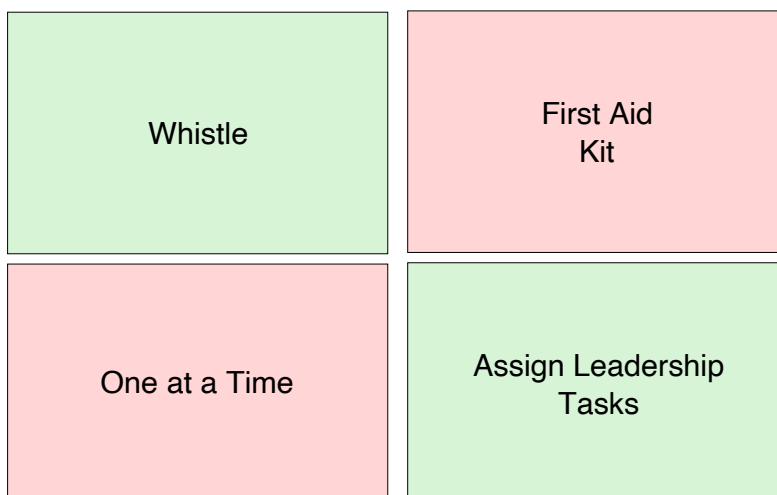 Whistle
First Aid
Kit
One at a Time
Assign Leadership
Tasks